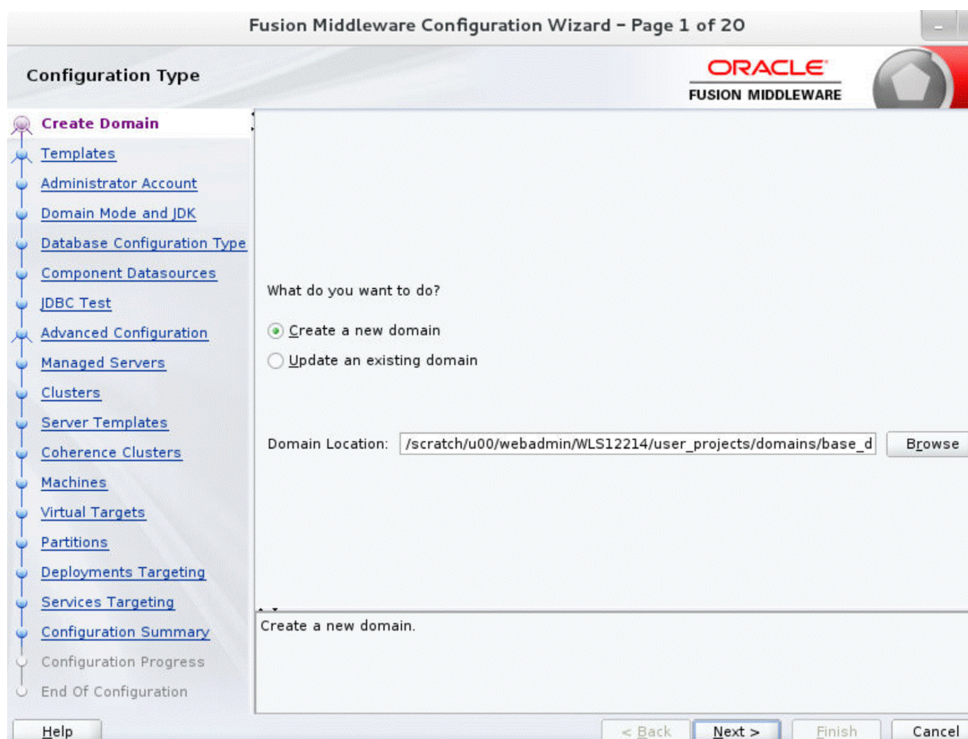 Fusion Middleware Configuration Wizard – Page 1 of 20
Configuration Type
ORACLE
FUSION MIDDLEWARE
Create Domain
Templates
Administrator Account
Domain Mode and JDK
Database Configuration Type
Component Datasources
JDBC Test
Advanced Configuration
Managed Servers
Clusters
Server Templates
Coherence Clusters
Machines
Virtual Targets
Partitions
Deployments Targeting
Services Targeting
Configuration Summary
Configuration Progress
End Of Configuration
What do you want to do?
Create a new domain
Update an existing domain
Domain Location: /scratch/u00/webadmin/WLS12214/user_projects/domains/base_d Browse
Create a new domain.
Help < Back Next > Finish Cancel